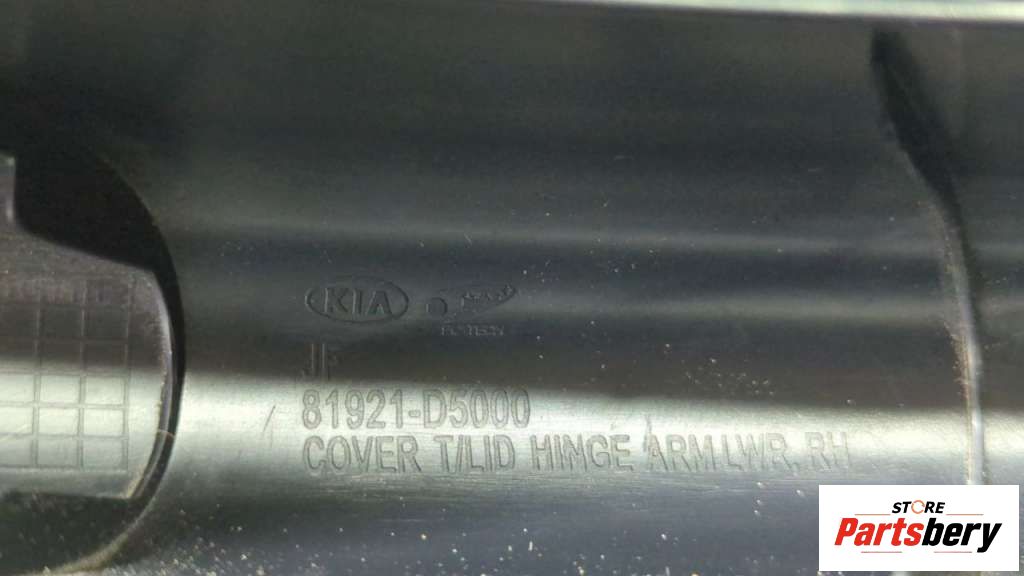 KIA
JF
81921-D5000
COVER T/LID HINGE ARM LWR, RH
STORE
Partsbery